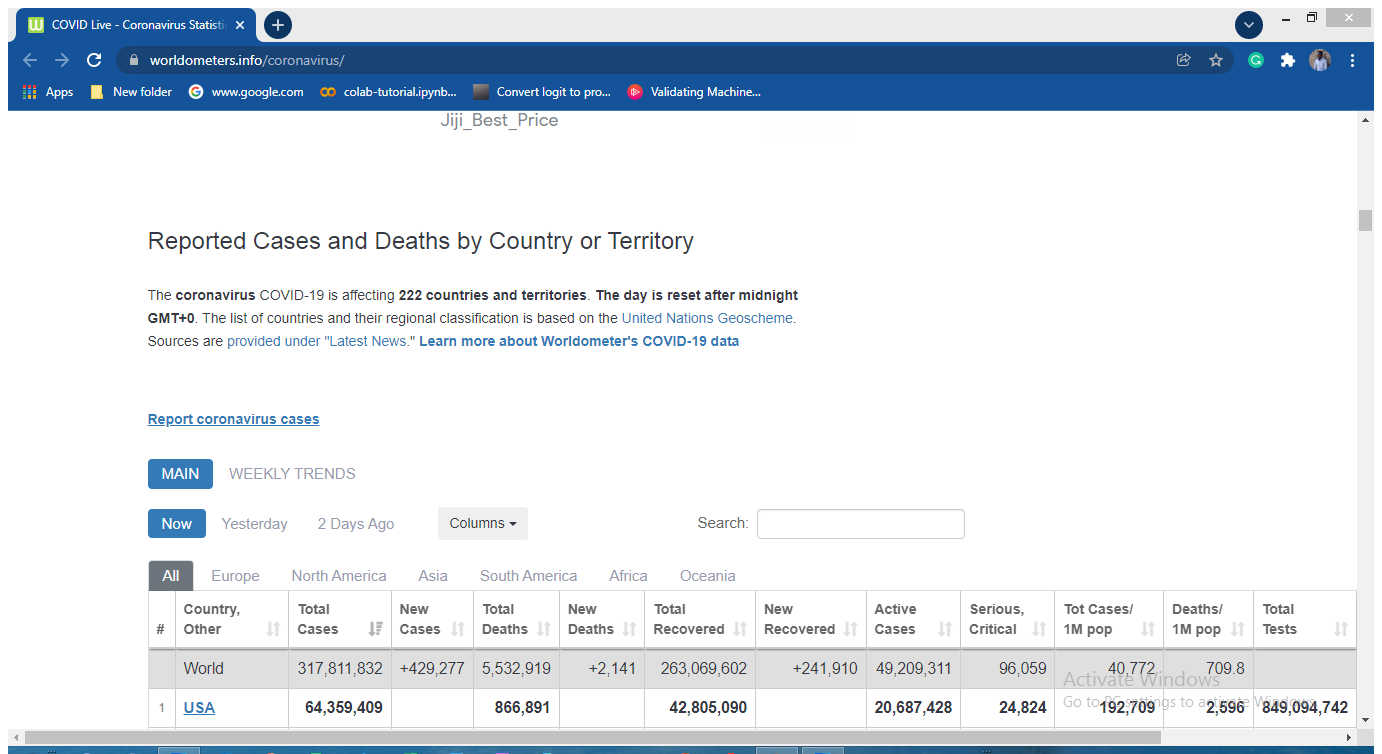 COVID Live - Coronavirus Statisti
worldometers.info/coronavirus/
Apps New folder www.google.com colab-tutorial.ipynb... Convert logit to pro... Validating Machine...
Jiji_Best_Price
Reported Cases and Deaths by Country or Territory
The coronavirus COVID-19 is affecting 222 countries and territories. The day is reset after midnight
GMT+0. The list of countries and their regional classification is based on the United Nations Geoscheme.
Sources are provided under "Latest News." Learn more about Worldometer's COVID-19 data
Report coronavirus cases
MAIN WEEKLY TRENDS
Now Yesterday 2 Days Ago Columns Search:
All Europe North America Asia South America Africa Oceania
# Country, Other Total Cases New Cases Total Deaths New Deaths Total Recovered New Recovered Active Cases Serious, Critical Tot Cases/ 1M pop Deaths/ 1M pop Total Tests
World 317,811,832 +429,277 5,532,919 +2,141 263,069,602 +241,910 49,209,311 96,059 40,772 709.8
1 USA 64,359,409 866,891 42,805,090 20,687,428 24,824 192,709 2,596 849,094,742
Activate Windows
Go to PC settings to activate Windows.